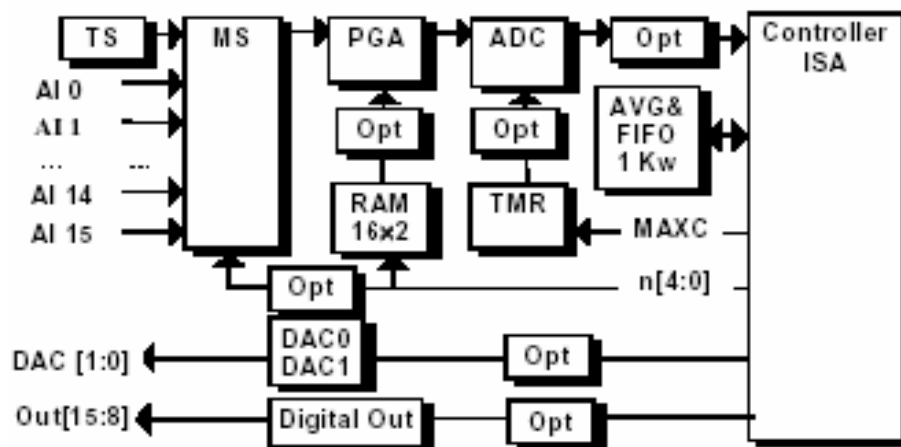 TS
MS
PGA
ADC
Opt
Controller
ISA
AI 0
AI 1
... ...
AI 14
AI 15
Opt
Opt
AVG&
FIFO
1 Kw
RAM
16x2
TMR
MAXC
Opt
n[4:0]
DAC [1:0]
DAC0
DAC1
Opt
Out[15:8]
Digital Out
Opt